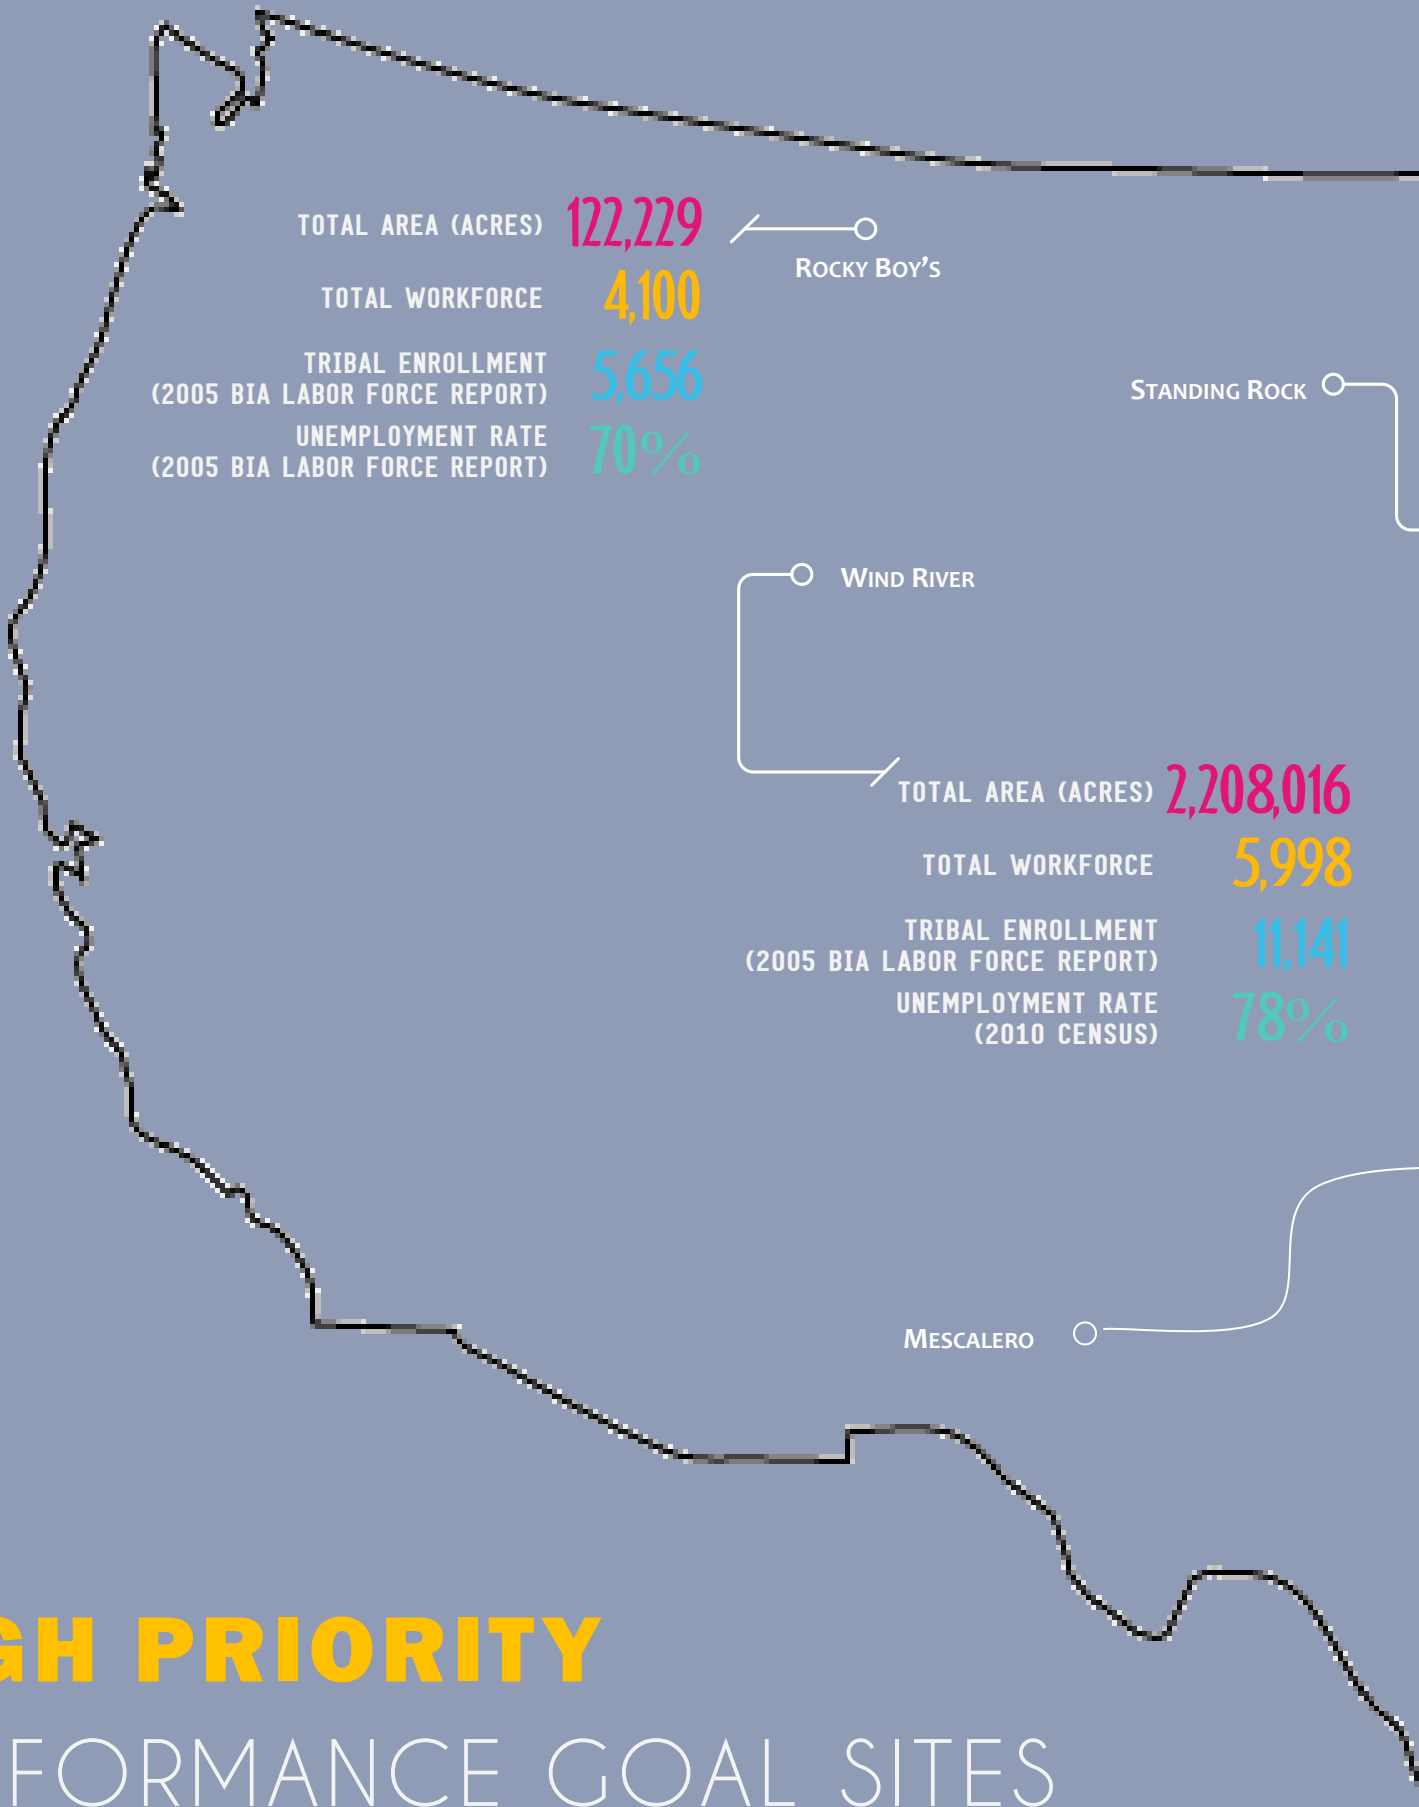 TOTAL AREA (ACRES) 122,229
ROCKY BOY'S
TOTAL WORKFORCE 4,100
TRIBAL ENROLLMENT
(2005 BIA LABOR FORCE REPORT) 5,656
UNEMPLOYMENT RATE
(2005 BIA LABOR FORCE REPORT) 70%
STANDING ROCK
WIND RIVER
TOTAL AREA (ACRES) 2,208,016
TOTAL WORKFORCE 5,998
TRIBAL ENROLLMENT
(2005 BIA LABOR FORCE REPORT) 11,141
UNEMPLOYMENT RATE
(2010 CENSUS) 78%
MESCALERO
GH PRIORITY
FORMANCE GOAL SITES